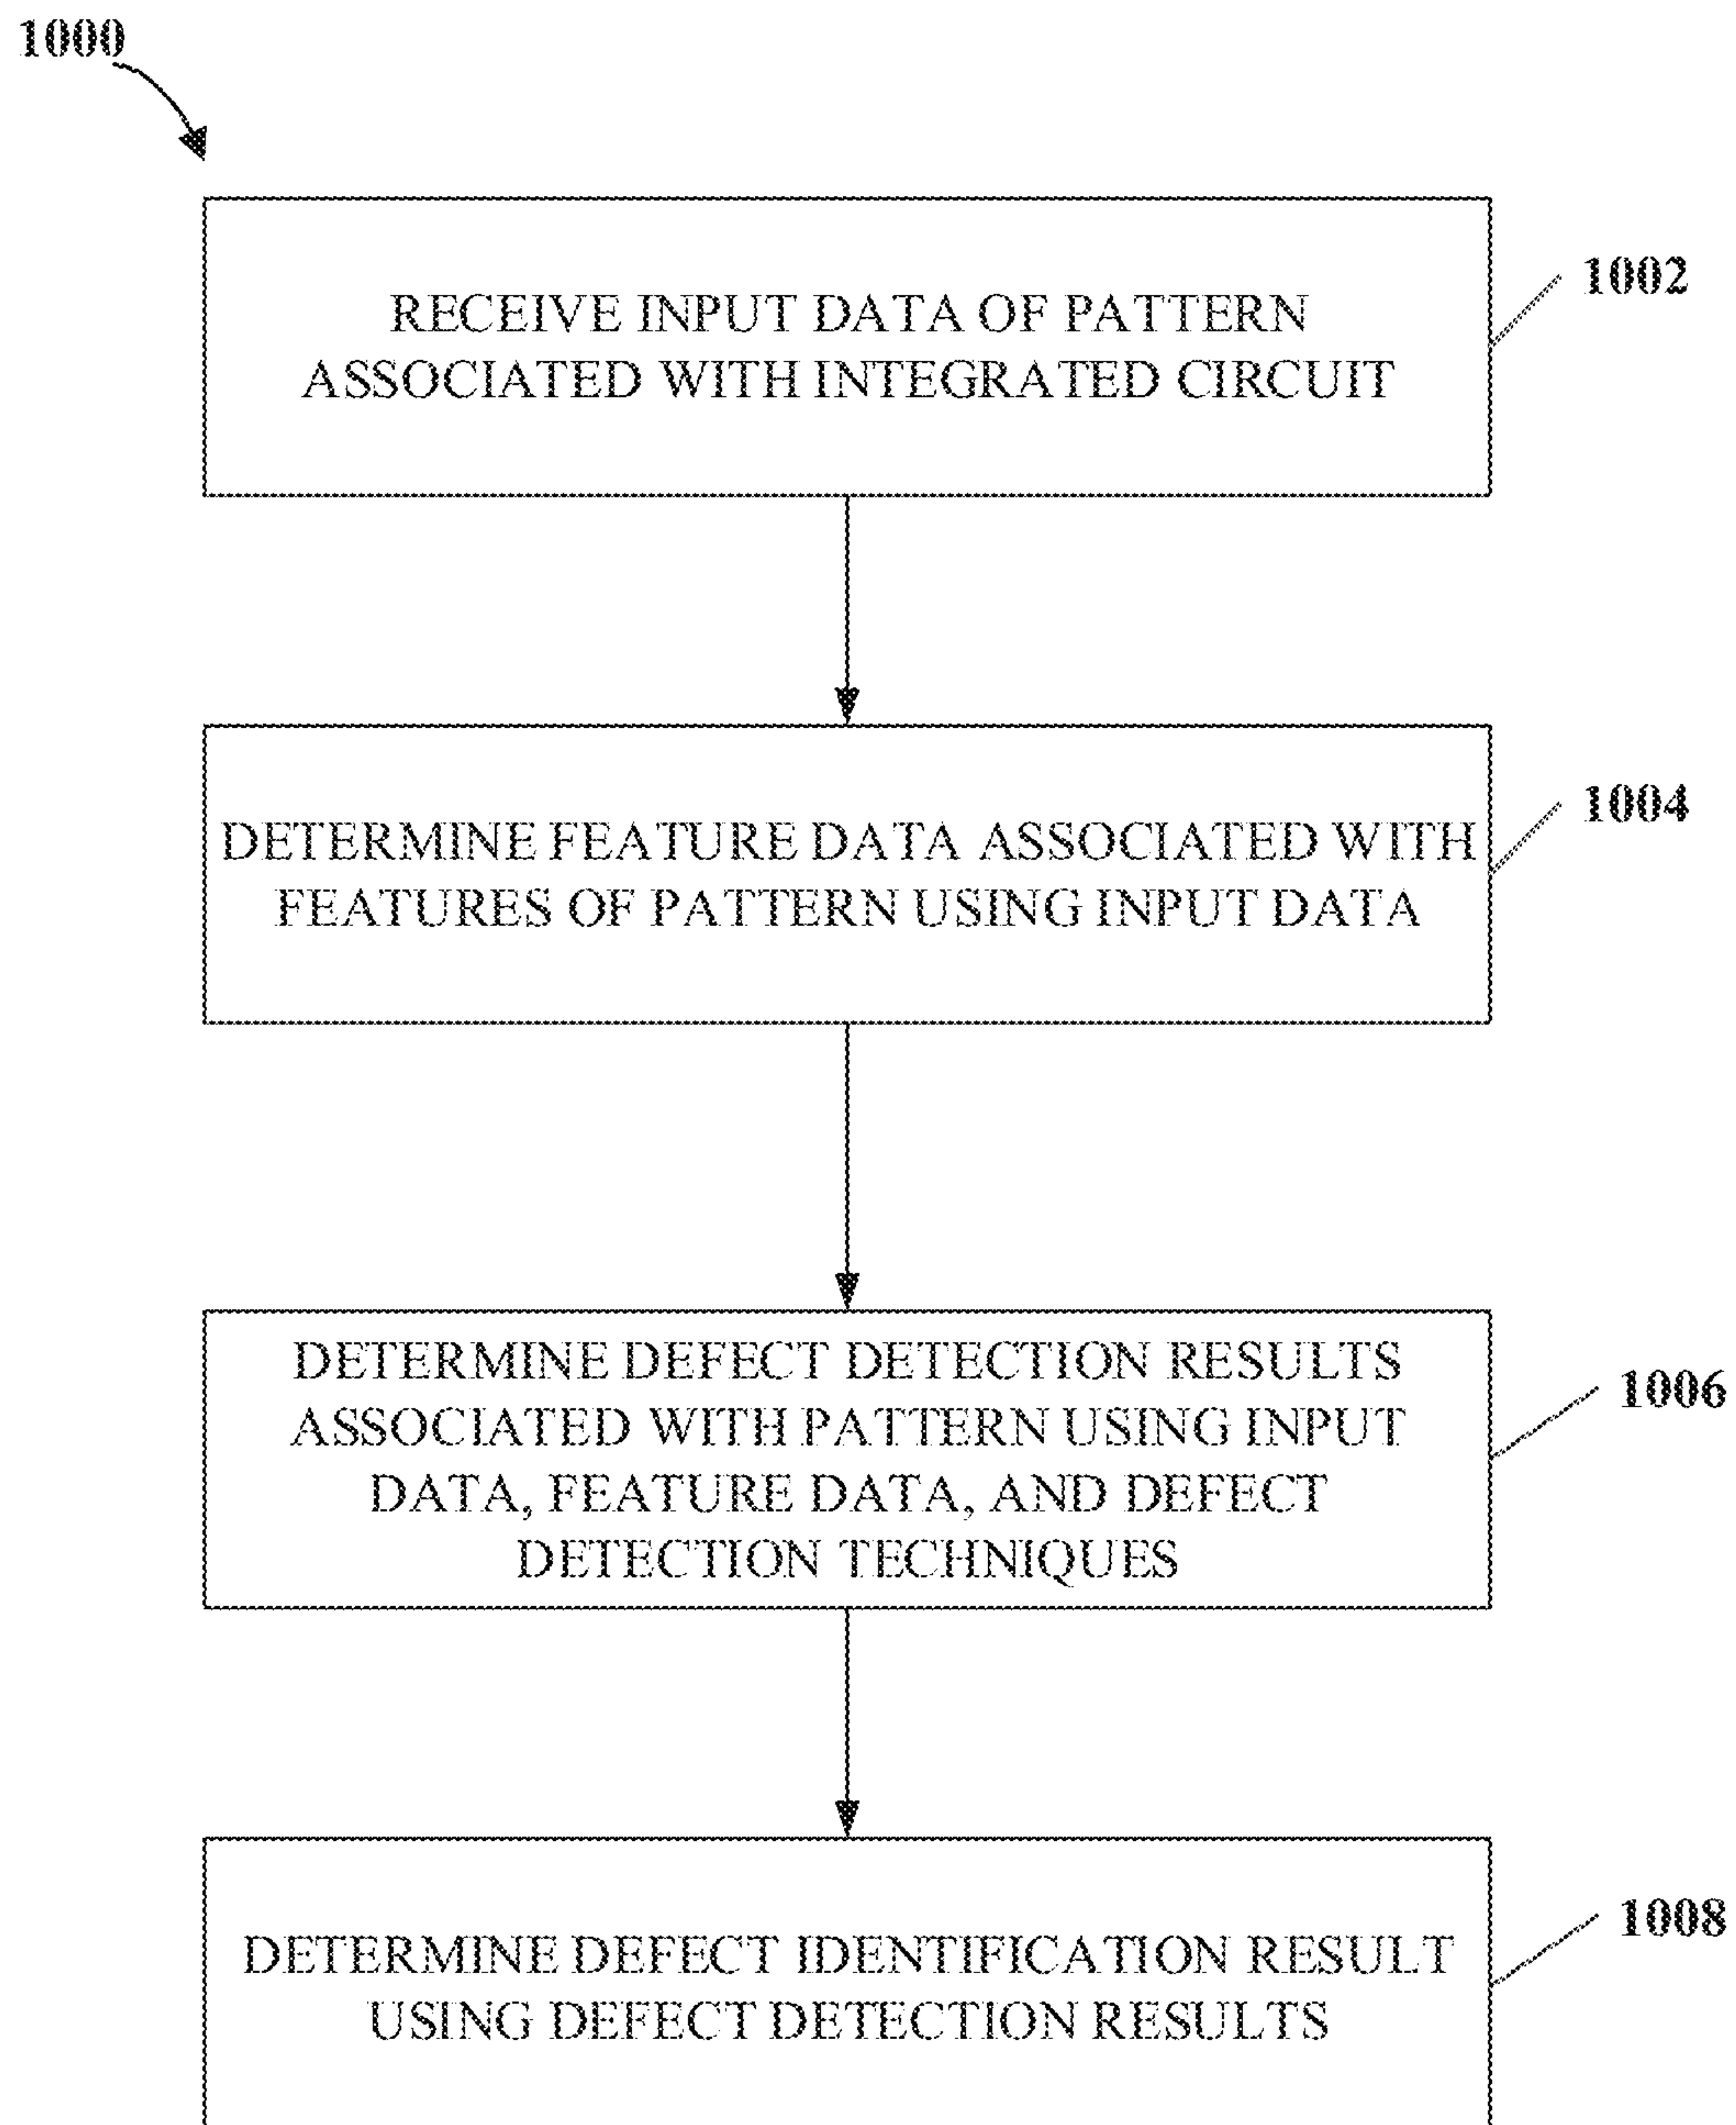 1000
RECEIVE INPUT DATA OF PATTERN
ASSOCIATED WITH INTEGRATED CIRCUIT
1002
DETERMINE FEATURE DATA ASSOCIATED WITH
FEATURES OF PATTERN USING INPUT DATA
1004
DETERMINE DEFECT DETECTION RESULTS
ASSOCIATED WITH PATTERN USING INPUT
DATA, FEATURE DATA, AND DEFECT
DETECTION TECHNIQUES
1006
DETERMINE DEFECT IDENTIFICATION RESULT
USING DEFECT DETECTION RESULTS
1008